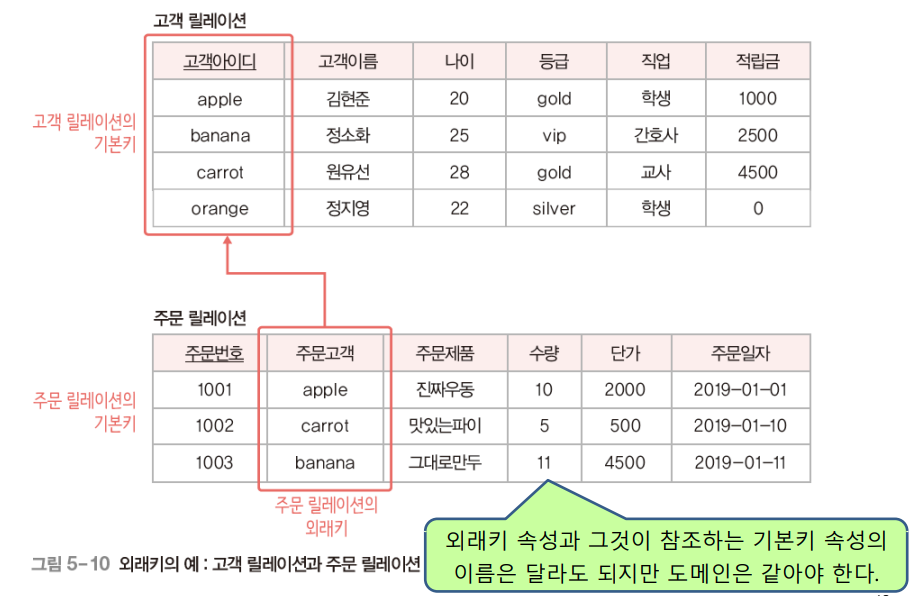 고객 릴레이션
고객아이디 고객이름 나이 등급 직업 적립금
apple 김현준 20 gold 학생 1000
고객 릴레이션의
기본키
banana 정소화 25 vip 간호사 2500
carrot 원유선 28 gold 교사 4500
orange 정지영 22 silver 학생 0
주문 릴레이션
주문번호 주문고객 주문제품 수량 단가 주문일자
1001 apple 진짜우동 10 2000 2019-01-01
주문 릴레이션의
기본키
1002 carrot 맛있는파이 5 500 2019-01-10
1003 banana 그대로만두 11 4500 2019-01-11
주문 릴레이션의
외래키
외래키 속성과 그것이 참조하는 기본키 속성의
이름은 달라도 되지만 도메인은 같아야 한다.
그림 5-10 외래키의 예 : 고객 릴레이션과 주문 릴레이션